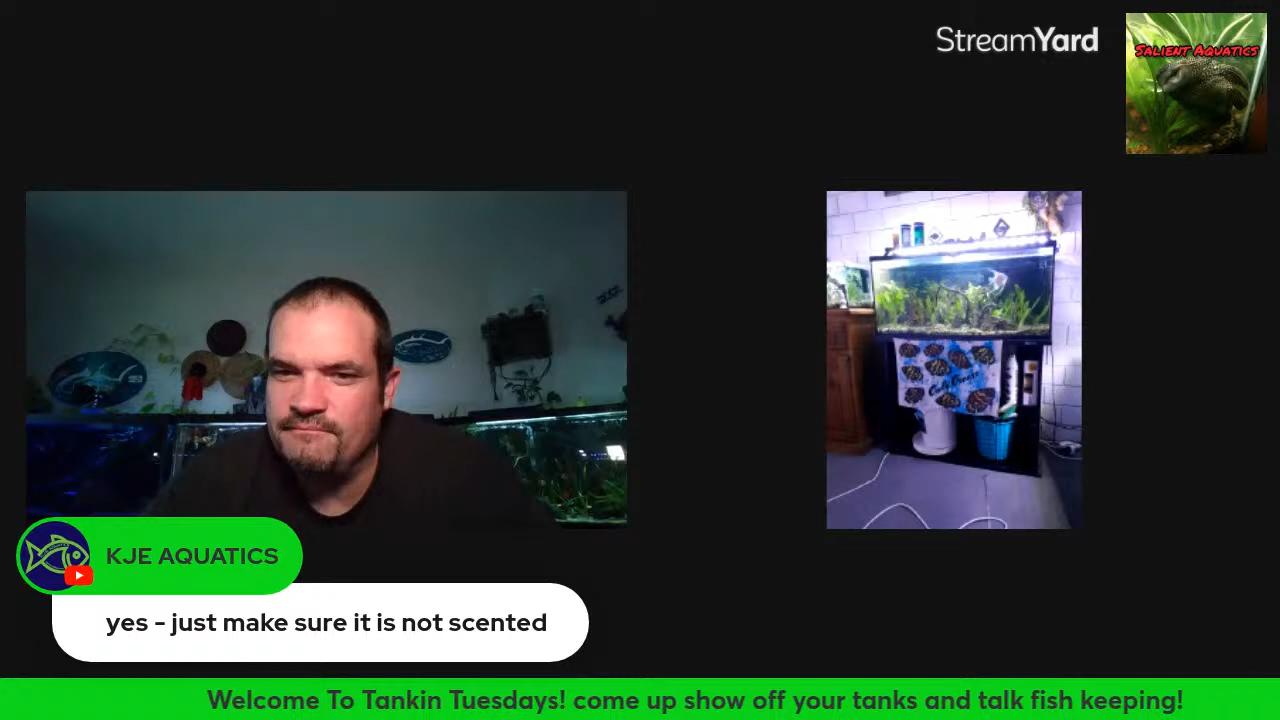 StreamYard
SALIENT AQUATICS
KJE AQUATICS
yes - just make sure it is not scented
Welcome To Tankin Tuesdays! come up show off your tanks and talk fish keeping!